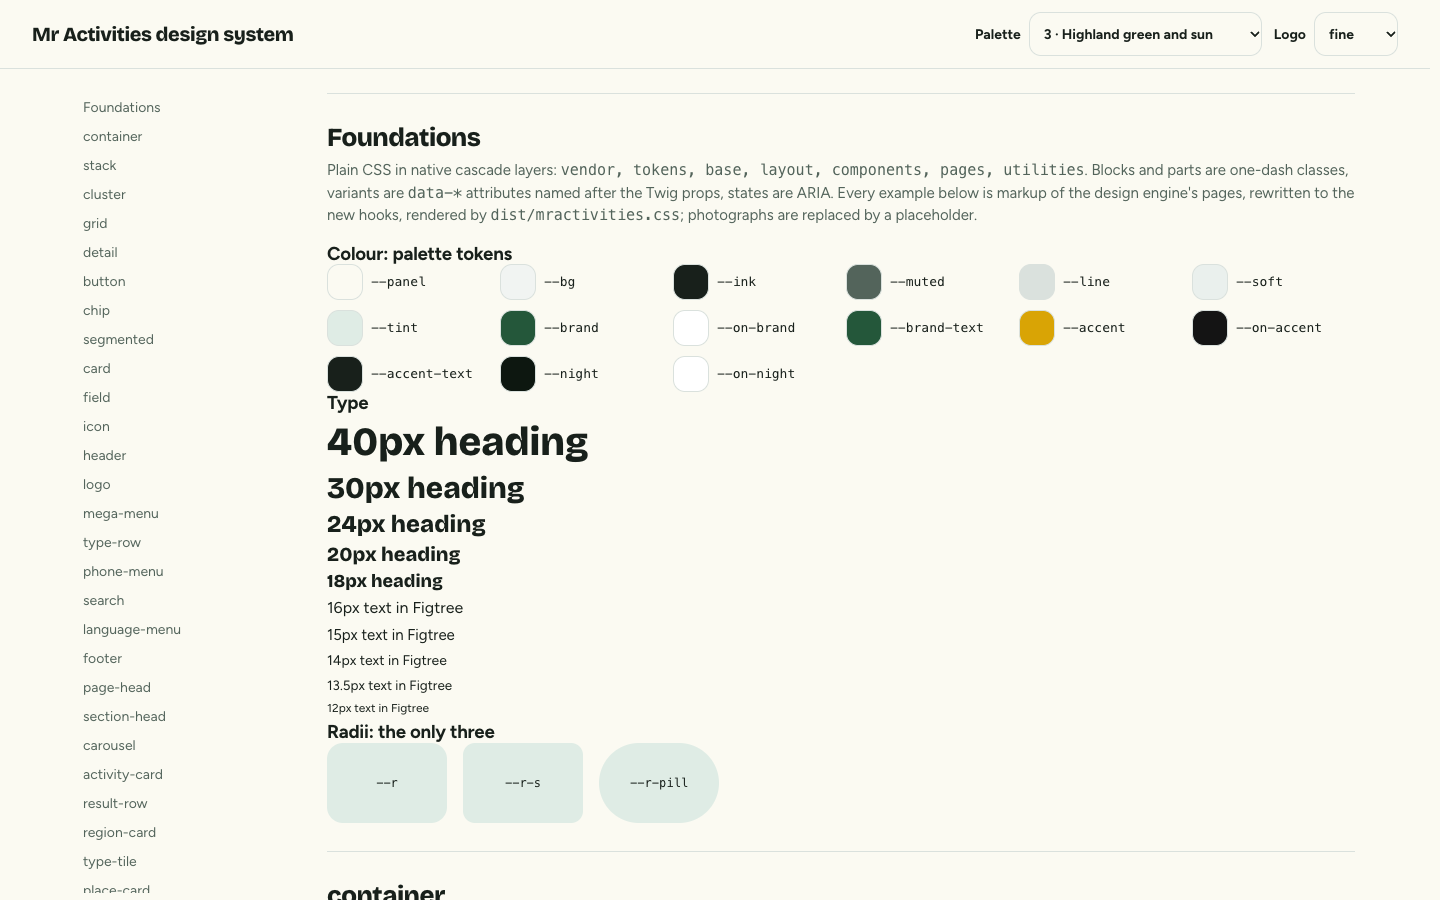 Mr Activities design system
Palette
3 · Highland green and sun
Logo
fine
Foundations
container
stack
cluster
grid
detail
button
chip
segmented
card
field
icon
header
logo
mega-menu
type-row
phone-menu
search
language-menu
footer
page-head
section-head
carousel
activity-card
result-row
region-card
type-tile
place-card
Foundations
Plain CSS in native cascade layers: vendor, tokens, base, layout, components, pages, utilities. Blocks and parts are one-dash classes,
variants are data-* attributes named after the Twig props, states are ARIA. Every example below is markup of the design engine's pages, rewritten to the
new hooks, rendered by dist/mractivities.css; photographs are replaced by a placeholder.
Colour: palette tokens
--panel
--bg
--ink
--muted
--line
--soft
--tint
--brand
--on-brand
--brand-text
--accent
--on-accent
--accent-text
--night
--on-night
Type
40px heading
30px heading
24px heading
20px heading
18px heading
16px text in Figtree
15px text in Figtree
14px text in Figtree
13.5px text in Figtree
12px text in Figtree
Radii: the only three
--r
--r-s
--r-pill
container